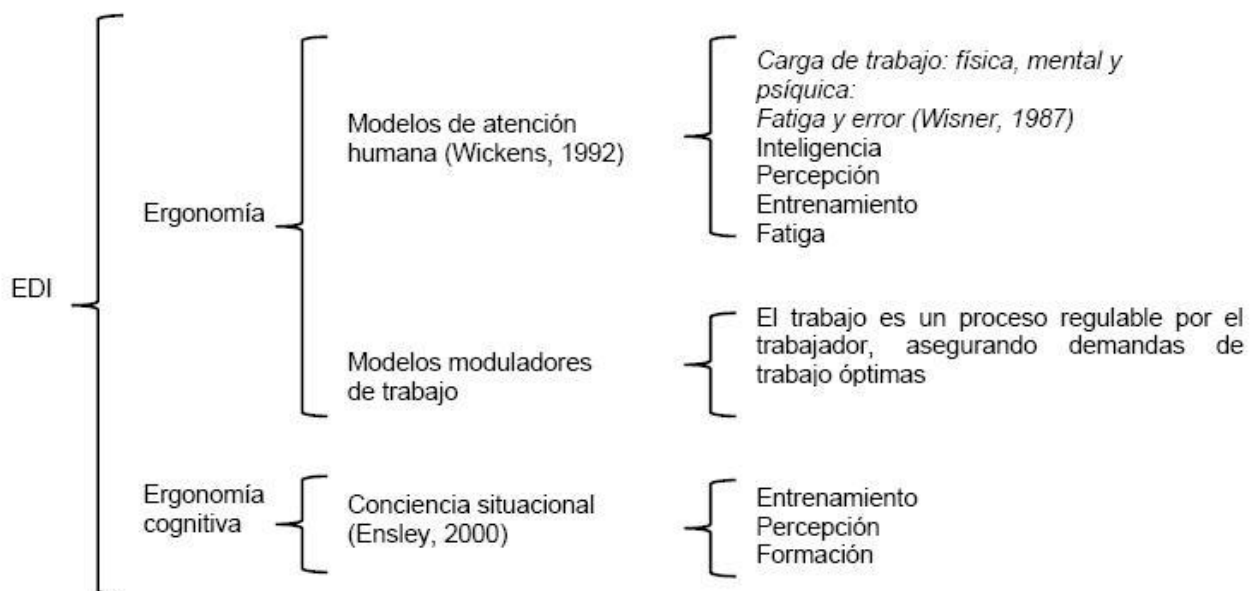 EDI
Ergonomía
Modelos de atención
humana (Wickens, 1992)
Carga de trabajo: física, mental y
psíquica:
Fatiga y error (Wisner, 1987)
Inteligencia
Percepción
Entrenamiento
Fatiga
Modelos moduladores
de trabajo
El trabajo es un proceso regulable por el
trabajador, asegurando demandas de
trabajo óptimas
Ergonomía
cognitiva
Conciencia situacional
(Ensley, 2000)
Entrenamiento
Percepción
Formación